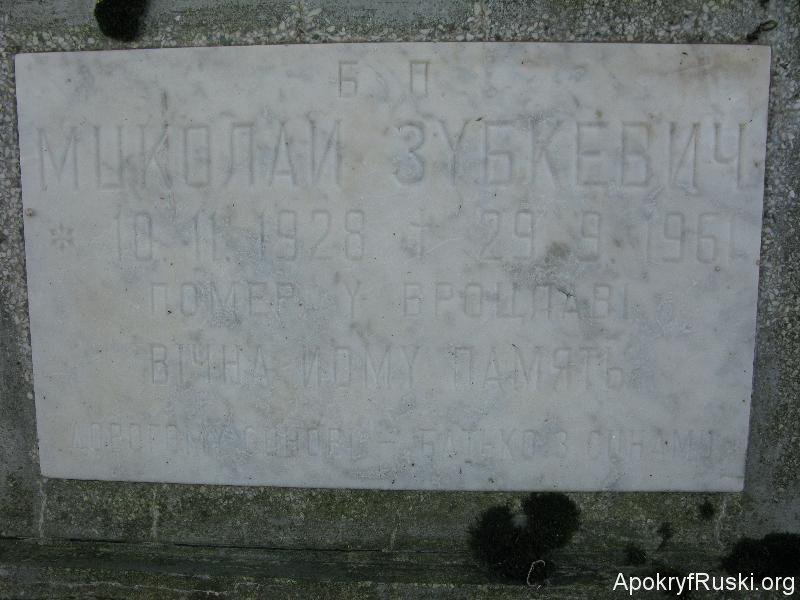 Б П
МИКОЛАЙ ЗУБКЕВИЧ
* 10. 11. 1928 † 29. 9. 1961
ПОМЕР У ВРОЦЛАВІ
ВІЧНА ЙОМУ ПАМЯТЬ
ДОРОГОМУ СИНОВІ – БАТЬКО З СИНАМИ
ApokryfRuski.org